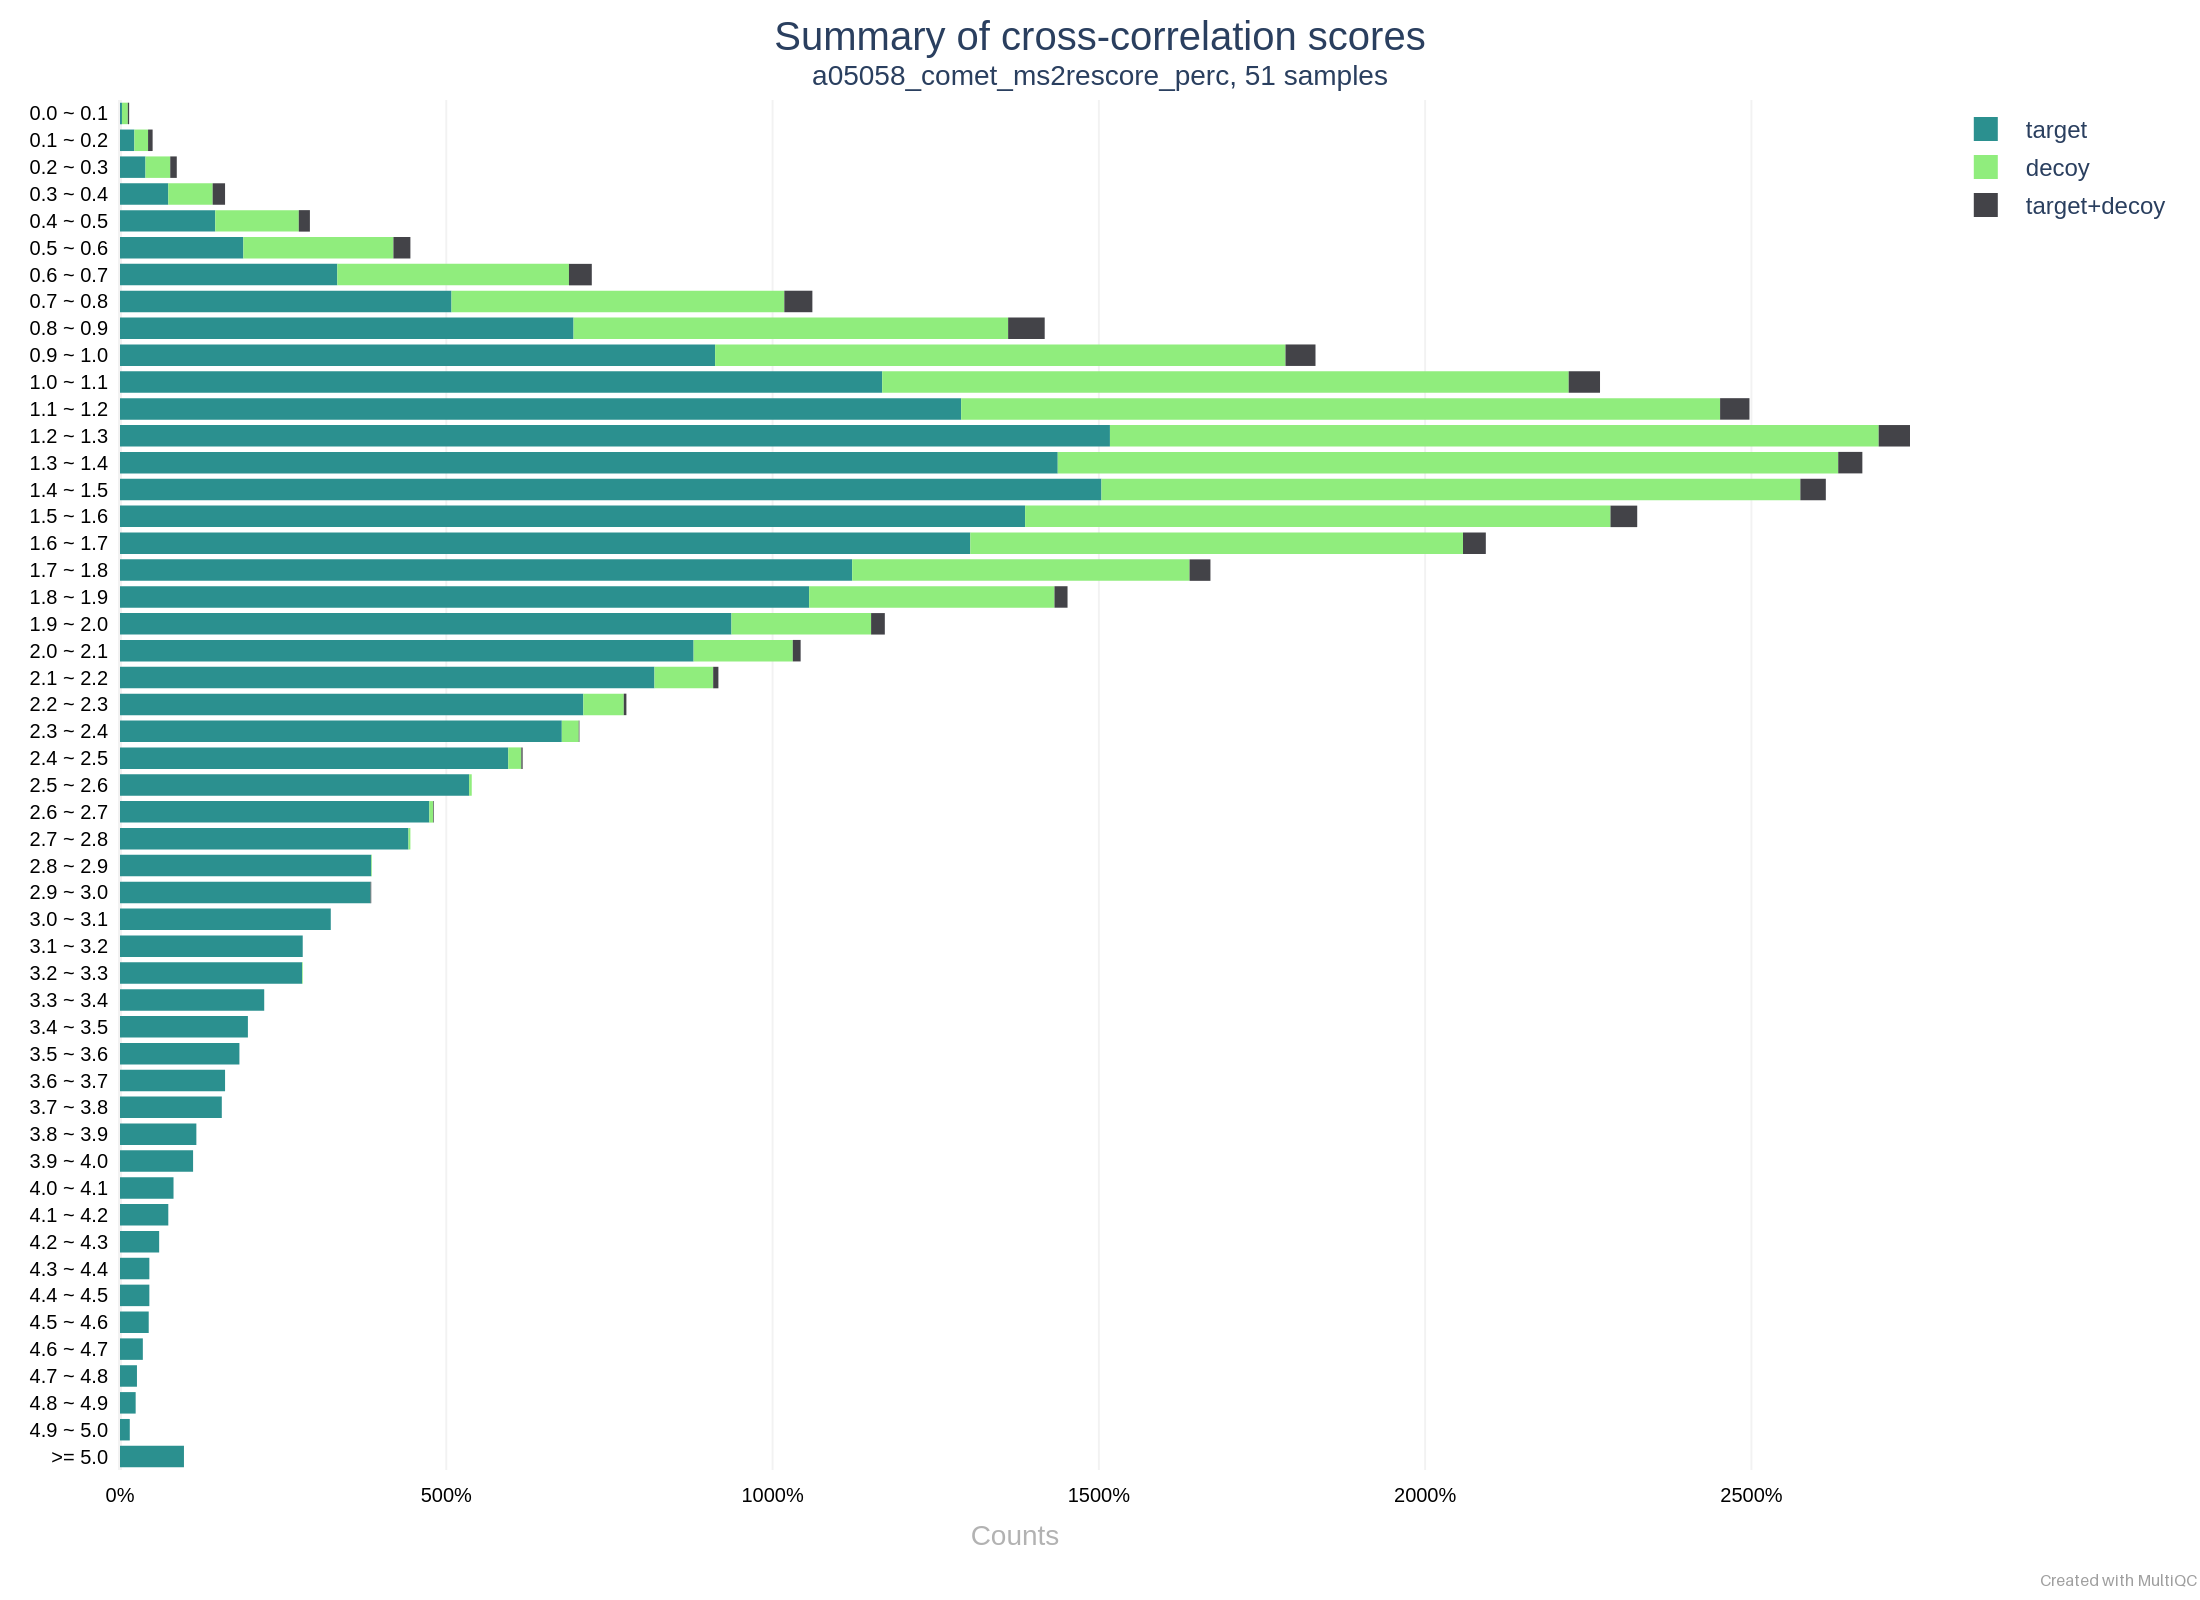 Summary of cross-correlation scores
a05058_comet_ms2rescore_perc, 51 samples
0.0 ~ 0.1
0.1 ~ 0.2
0.2 ~ 0.3
0.3 ~ 0.4
0.4 ~ 0.5
0.5 ~ 0.6
0.6 ~ 0.7
0.7 ~ 0.8
0.8 ~ 0.9
0.9 ~ 1.0
1.0 ~ 1.1
1.1 ~ 1.2
1.2 ~ 1.3
1.3 ~ 1.4
1.4 ~ 1.5
1.5 ~ 1.6
1.6 ~ 1.7
1.7 ~ 1.8
1.8 ~ 1.9
1.9 ~ 2.0
2.0 ~ 2.1
2.1 ~ 2.2
2.2 ~ 2.3
2.3 ~ 2.4
2.4 ~ 2.5
2.5 ~ 2.6
2.6 ~ 2.7
2.7 ~ 2.8
2.8 ~ 2.9
2.9 ~ 3.0
3.0 ~ 3.1
3.1 ~ 3.2
3.2 ~ 3.3
3.3 ~ 3.4
3.4 ~ 3.5
3.5 ~ 3.6
3.6 ~ 3.7
3.7 ~ 3.8
3.8 ~ 3.9
3.9 ~ 4.0
4.0 ~ 4.1
4.1 ~ 4.2
4.2 ~ 4.3
4.3 ~ 4.4
4.4 ~ 4.5
4.5 ~ 4.6
4.6 ~ 4.7
4.7 ~ 4.8
4.8 ~ 4.9
4.9 ~ 5.0
>= 5.0
0% 500% 1000% 1500% 2000% 2500%
Counts
target
decoy
target+decoy
Created with MultiQC